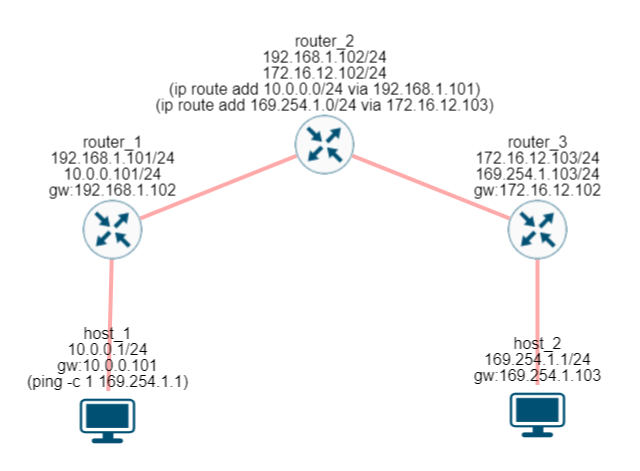 router_2
192.168.1.102/24
172.16.12.102/24
(ip route add 10.0.0.0/24 via 192.168.1.101)
(ip route add 169.254.1.0/24 via 172.16.12.103)
router_1
192.168.1.101/24
10.0.0.101/24
gw:192.168.1.102
router_3
172.16.12.103/24
169.254.1.103/24
gw:172.16.12.102
host_1
10.0.0.1/24
gw:10.0.0.101
(ping -c 1 169.254.1.1)
host_2
169.254.1.1/24
gw:169.254.1.103